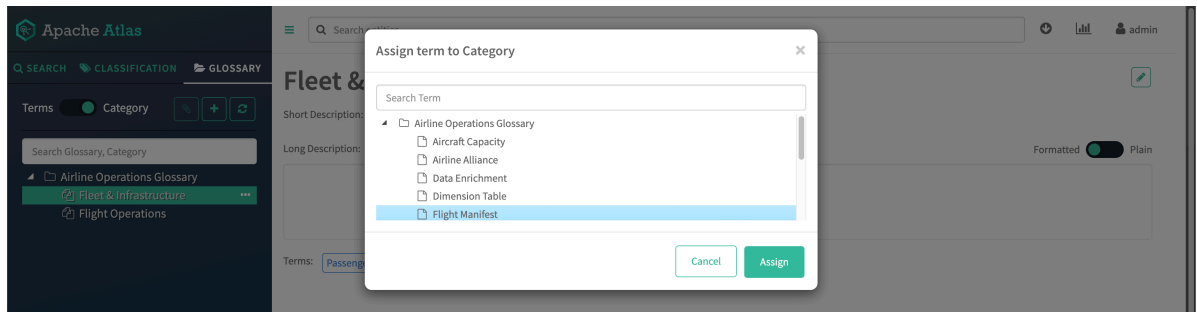 Apache Atlas
Search entities
admin
SEARCH CLASSIFICATION GLOSSARY
Terms Category
Search Glossary, Category
Airline Operations Glossary
Fleet & Infrastructure
Flight Operations
Fleet &
Short Description:
Long Description:
Formatted Plain
Terms:
Assign term to Category
Search Term
Airline Operations Glossary
Aircraft Capacity
Airline Alliance
Data Enrichment
Dimension Table
Flight Manifest
Cancel Assign